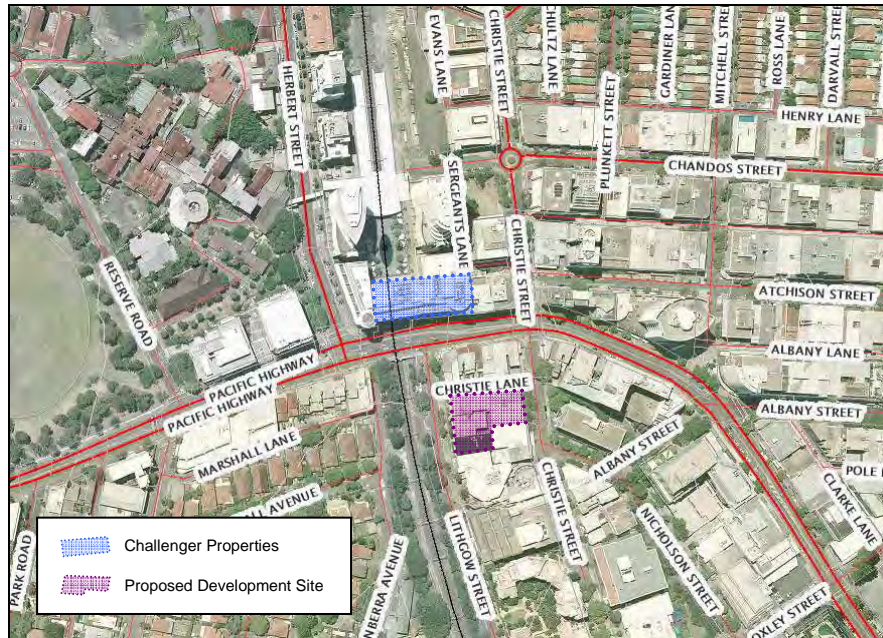 EVANS LANE
CHRISTIE STREET
GARDINER LANE
MITCHELL STREET
ROSS LANE
DARVALL STREET
HERBERT STREET
PLUNKETT STREET
HENRY LANE
CHANDOS STREET
SERGEANTS LANE
CHRISTIE STREET
RESERVE ROAD
ATCHISON STREET
ALBANY LANE
PACIFIC HIGHWAY
PACIFIC HIGHWAY
CHRISTIE LANE
ALBANY STREET
MARSHALL LANE
ALBANY STREET
POLE
CHRISTIE STREET
CLARKE LANE
AVENUE
LITHGOW STREET
NICHOLSON STREET
PARK ROAD
NBERRA AVENUE
OXLEY STREET
Challenger Properties
Proposed Development Site